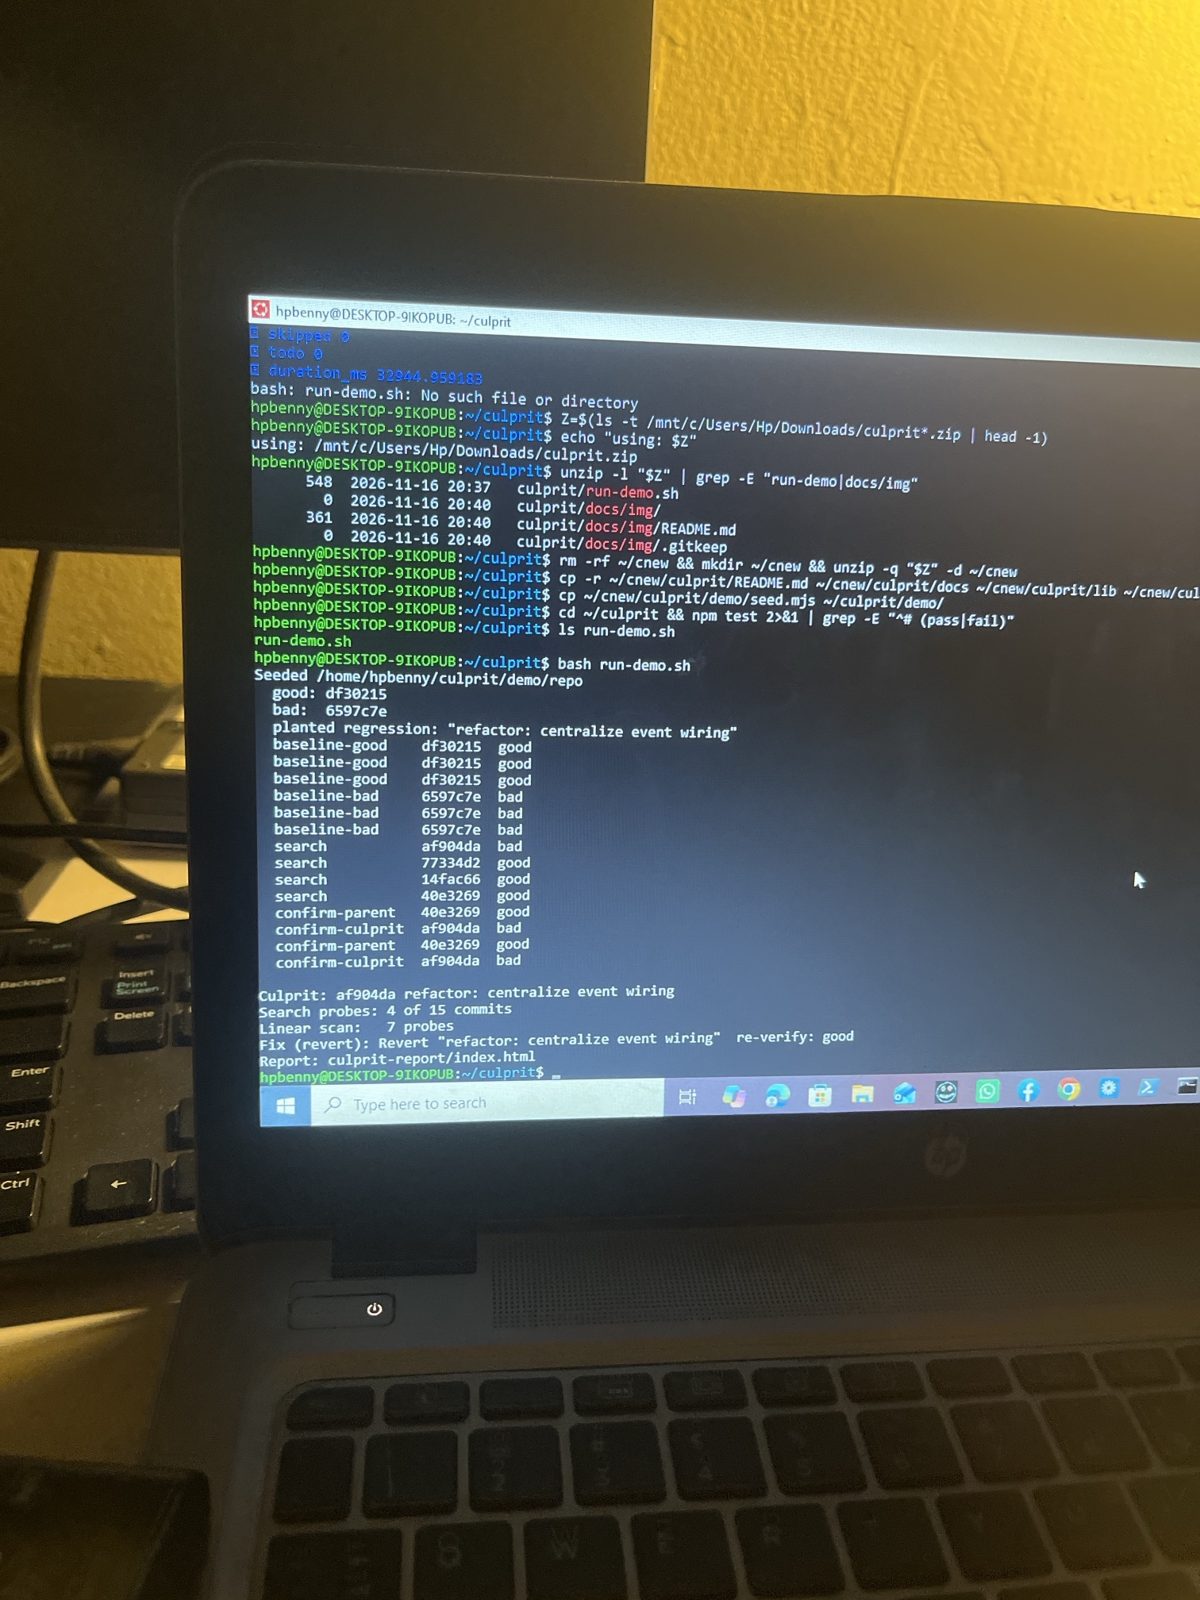 hpbenny@DESKTOP-9IKOPUB: ~/culprit
skipped 0
todo 0
duration_ms 32944.959183
bash: run-demo.sh: No such file or directory
hpbenny@DESKTOP-9IKOPUB:~/culprit$ Z=$(ls -t /mnt/c/Users/Hp/Downloads/culprit*.zip | head -1)
hpbenny@DESKTOP-9IKOPUB:~/culprit$ echo "using: $Z"
using: /mnt/c/Users/Hp/Downloads/culprit.zip
hpbenny@DESKTOP-9IKOPUB:~/culprit$ unzip -l "$Z" | grep -E "run-demo|docs/img"
548 2026-11-16 20:37 culprit/run-demo.sh
0 2026-11-16 20:40 culprit/docs/img/
361 2026-11-16 20:40 culprit/docs/img/README.md
0 2026-11-16 20:40 culprit/docs/img/.gitkeep
hpbenny@DESKTOP-9IKOPUB:~/culprit$ rm -rf ~/cnew && mkdir ~/cnew && unzip -q "$Z" -d ~/cnew
hpbenny@DESKTOP-9IKOPUB:~/culprit$ cp -r ~/cnew/culprit/README.md ~/cnew/culprit/docs ~/cnew/culprit/lib ~/cnew/cul
hpbenny@DESKTOP-9IKOPUB:~/culprit$ cp ~/cnew/culprit/demo/seed.mjs ~/culprit/demo/
hpbenny@DESKTOP-9IKOPUB:~/culprit$ cd ~/culprit && npm test 2>&1 | grep -E "^# (pass|fail)"
hpbenny@DESKTOP-9IKOPUB:~/culprit$ ls run-demo.sh
run-demo.sh
hpbenny@DESKTOP-9IKOPUB:~/culprit$ bash run-demo.sh
Seeded /home/hpbenny/culprit/demo/repo
good: df30215
bad: 6597c7e
planted regression: "refactor: centralize event wiring"
baseline-good df30215 good
baseline-good df30215 good
baseline-good df30215 good
baseline-bad 6597c7e bad
baseline-bad 6597c7e bad
baseline-bad 6597c7e bad
search af904da bad
search 77334d2 good
search 14fac66 good
search 40e3269 good
confirm-parent 40e3269 good
confirm-culprit af904da bad
confirm-parent 40e3269 good
confirm-culprit af904da bad
Culprit: af904da refactor: centralize event wiring
Search probes: 4 of 15 commits
Linear scan: 7 probes
Fix (revert): Revert "refactor: centralize event wiring" re-verify: good
Report: culprit-report/index.html
hpbenny@DESKTOP-9IKOPUB:~/culprit$ _
Type here to search
Backspace
Insert
Print
Screen
Delete
Enter
Shift
Ctrl
hp
Q
W
E
R